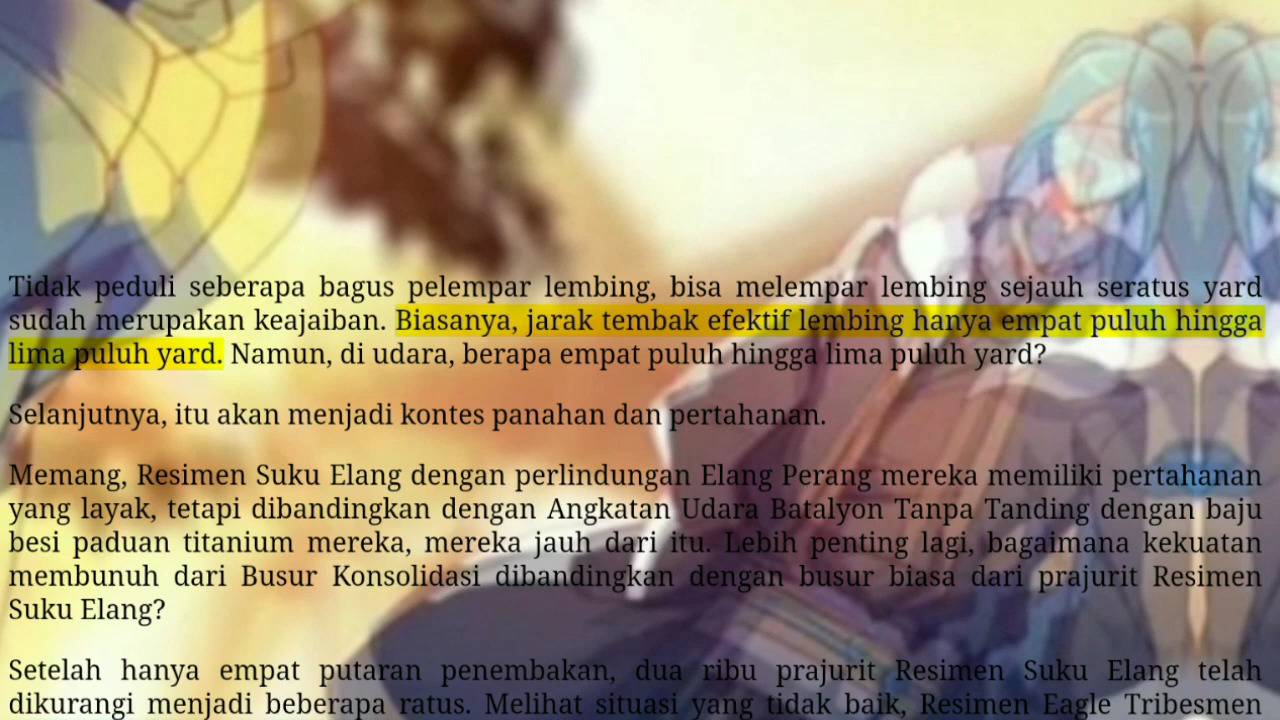 Tidak peduli seberapa bagus pelempar lembing, bisa melempar lembing sejauh seratus yard
sudah merupakan keajaiban. Biasanya, jarak tembak efektif lembing hanya empat puluh hingga
lima puluh yard. Namun, di udara, berapa empat puluh hingga lima puluh yard?
Selanjutnya, itu akan menjadi kontes panahan dan pertahanan.
Memang, Resimen Suku Elang dengan perlindungan Elang Perang mereka memiliki pertahanan
yang layak, tetapi dibandingkan dengan Angkatan Udara Batalyon Tanpa Tanding dengan baju
besi paduan titanium mereka, mereka jauh dari itu. Lebih penting lagi, bagaimana kekuatan
membunuh dari Busur Konsolidasi dibandingkan dengan busur biasa dari prajurit Resimen
Suku Elang?
Setelah hanya empat putaran penembakan, dua ribu prajurit Resimen Suku Elang telah
dikurangi menjadi beberapa ratus. Melihat situasi yang tidak baik, Resimen Eagle Tribesmen